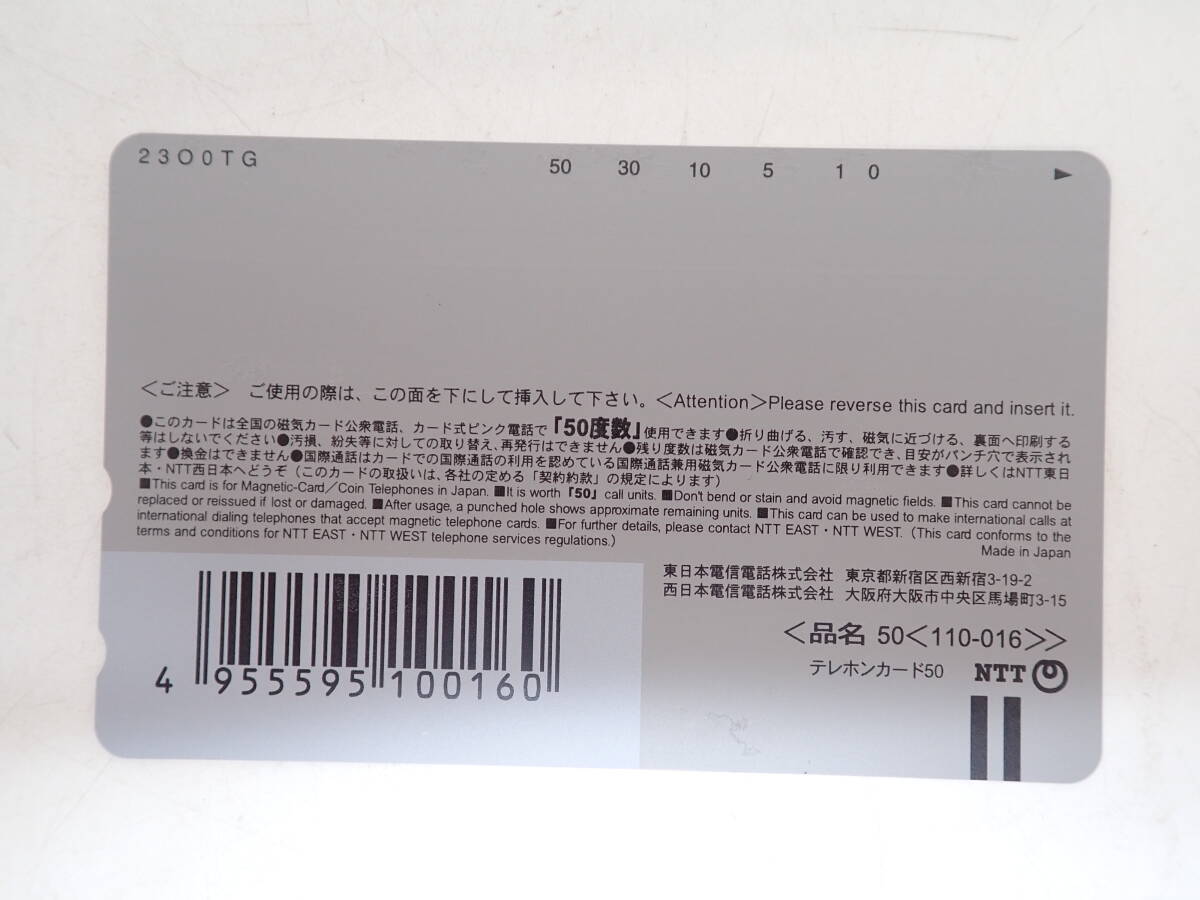 23O0TG
50 30 10 5 1 0
＜ご注意＞ ご使用の際は、この面を下にして挿入して下さい。＜Attention＞Please reverse this card and insert it.
●このカードは全国の磁気カード公衆電話、カード式ピンク電話で「50度数」使用できます●折り曲げる、汚す、磁気に近づける、裏面へ印刷する
等はしないでください●汚損、紛失等に対しての取り替え、再発行はできません●残り度数は磁気カード公衆電話で確認でき、目安がパンチ穴で表示され
ます●換金はできません●国際通話はカードでの国際通話の利用を認めている国際通話兼用磁気カード公衆電話に限り利用できます●詳しくはNTT東日
本・NTT西日本へどうぞ（このカードの取扱いは、各社の定める「契約約款」の規定によります）
■This card is for Magnetic-Card／Coin Telephones in Japan. ■It is worth「50」call units. ■Don't bend or stain and avoid magnetic fields. ■This card cannot be
replaced or reissued if lost or damaged. ■After usage, a punched hole shows approximate remaining units. ■This card can be used to make international calls at
international dialing telephones that accept magnetic telephone cards. ■For further details, please contact NTT EAST・NTT WEST. (This card conforms to the
terms and conditions for NTT EAST・NTT WEST telephone services regulations.)
Made in Japan
東日本電信電話株式会社 東京都新宿区西新宿3-19-2
西日本電信電話株式会社 大阪府大阪市中央区馬場町3-15
＜品名 50＜110-016＞＞
テレホンカード50 NTT
4 955595 100160